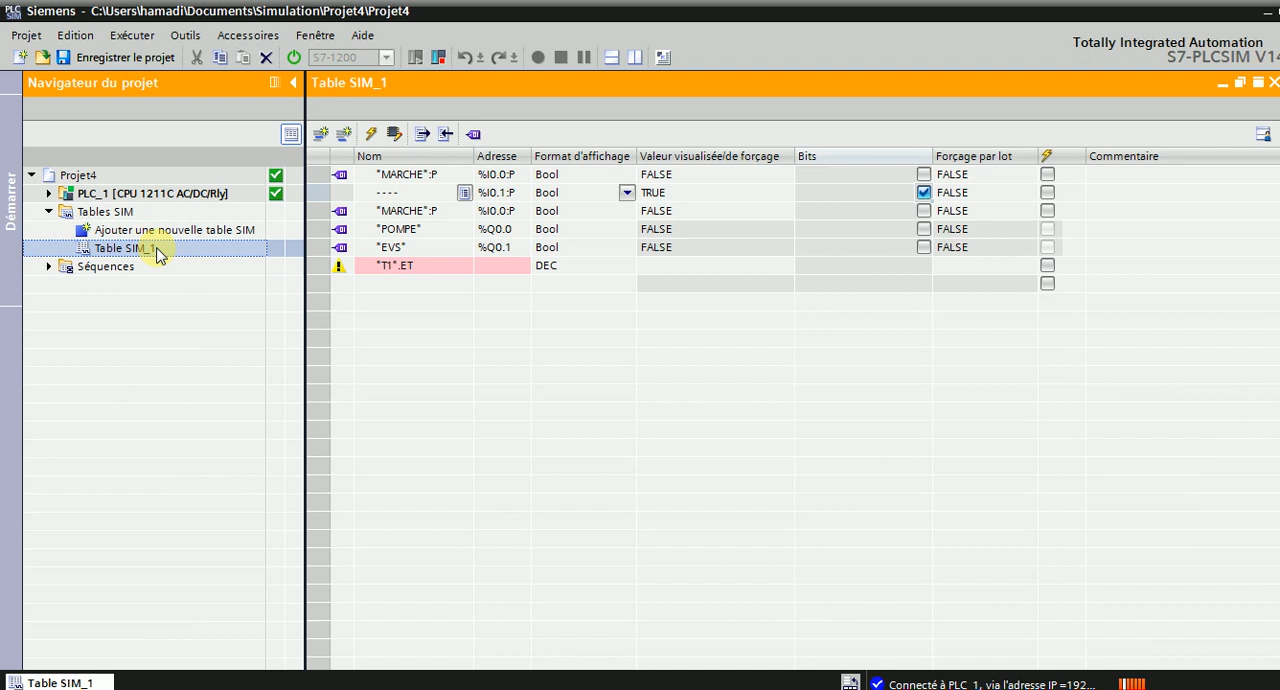 Siemens - C:\Users\hamadi\Documents\Simulation\Projet4\Projet4
Projet Edition Exécuter Outils Accessoires Fenêtre Aide
Totally Integrated Automation
S7-PLCSIM V14
Enregistrer le projet S7-1200
Navigateur du projet
Table SIM_1
Démarrer
Nom Adresse Format d'affichage Valeur visualisée/de forçage Bits Forçage par lot Commentaire
Projet4
PLC_1 [CPU 1211C AC/DC/Rly]
Tables SIM
Ajouter une nouvelle table SIM
Table SIM_1
Séquences
"MARCHE":P %I0.0:P Bool FALSE FALSE
---- %I0.1:P Bool TRUE FALSE
"MARCHE":P %I0.0:P Bool FALSE FALSE
"POMPE" %Q0.0 Bool FALSE FALSE
"EVS" %Q0.1 Bool FALSE FALSE
"T1".ET DEC
Table SIM_1
Connecté à PLC_1, via l'adresse IP =192...